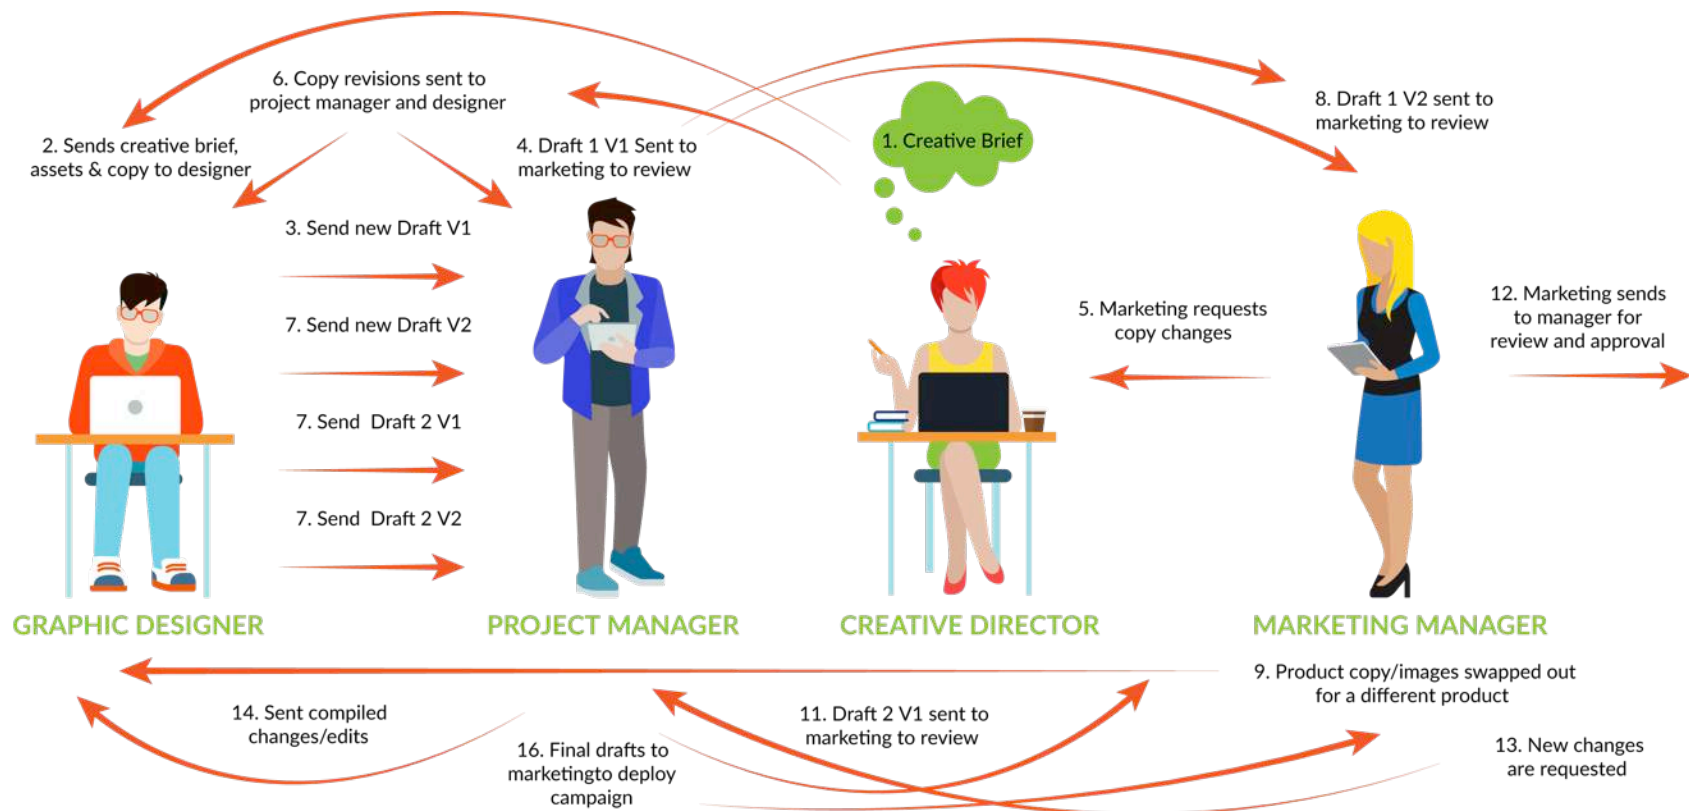 6. Copy revisions sent to
project manager and designer
8. Draft 1 V2 sent to
marketing to review
2. Sends creative brief,
assets & copy to designer
4. Draft 1 V1 Sent to
marketing to review
1. Creative Brief
3. Send new Draft V1
7. Send new Draft V2
7. Send Draft 2 V1
7. Send Draft 2 V2
5. Marketing requests
copy changes
12. Marketing sends
to manager for
review and approval
GRAPHIC DESIGNER
PROJECT MANAGER
CREATIVE DIRECTOR
MARKETING MANAGER
9. Product copy/images swapped out
for a different product
14. Sent compiled
changes/edits
11. Draft 2 V1 sent to
marketing to review
16. Final drafts to
marketingto deploy
campaign
13. New changes
are requested